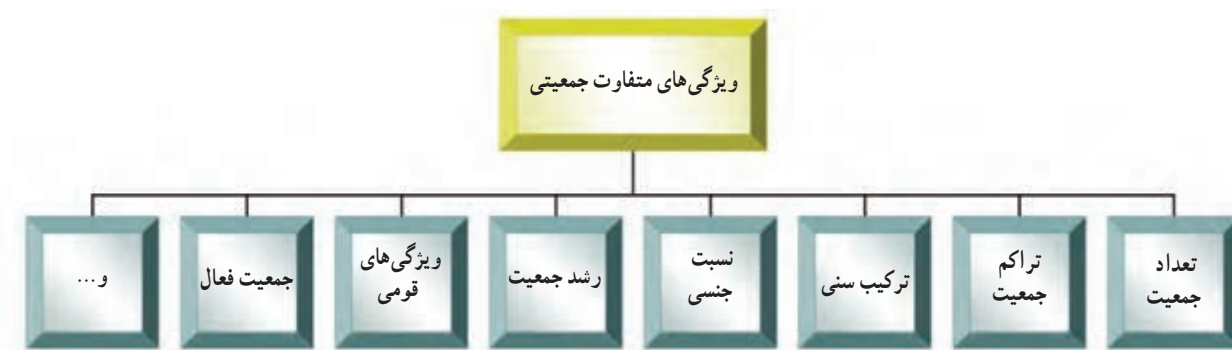 ویژگی‌های متفاوت جمعیتی
تعداد
جمعیت
تراکم
جمعیت
ترکیب سنی
نسبت
جنسی
رشد جمعیت
ویژگی‌های
قومی
جمعیت فعال
و...